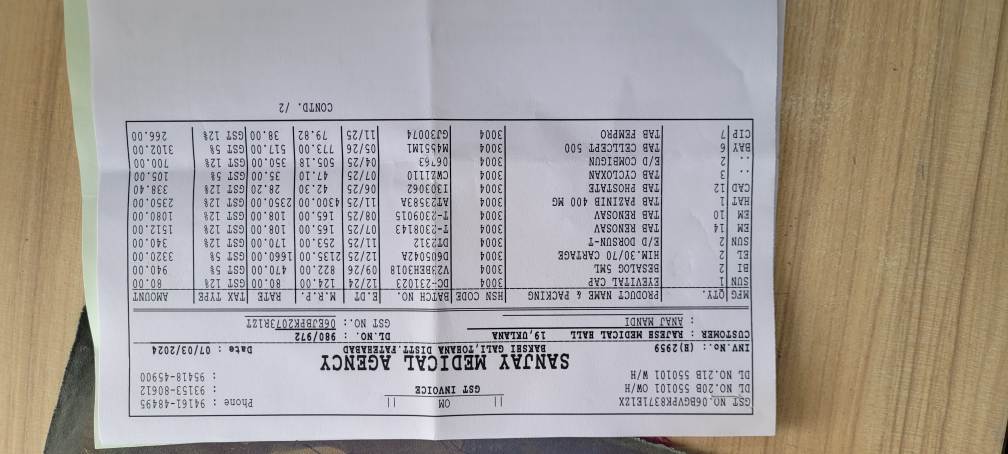 || OM ||
GST NO. :06BGVPK8371E1ZX GST INVOICE Phone : 94161-48495
DL NO.20B 550101 OW/H : 93153-80612
DL NO.21B 550101 W/H : 95418-45900
SANJAY MEDICAL AGENCY
BAKSHI GALI,TOHANA,DISTT.FATEHABAD
INV.No.: (H)2959 Date : 07/03/2024
CUSTOMER: RAJESH MEDICAL HALL 19,UKLANA DL.NO.: 980/972
: ANAJ MANDI GST NO.: 06EJBPK2073R1ZT
MFG QTY. PRODUCT NAME & PACKING HSN CODE BATCH NO. E.DT M.R.P. RATE TAX TYPE AMOUNT
SUN 1 EYEVITAL CAP 3004 DC-231023 12/24 124.00 80.00 GST 12% 80.00
BI 2 BESALOG 5ML 3004 V2HEBE3018 09/26 822.00 470.00 GST 5% 940.00
EL 2 HIM.30/70 CARTAGE 3004 D605042A 12/25 2135.00 1660.00 GST 5% 3320.00
SUN 2 E/D DORSUN-T 3004 DT2312 11/25 253.00 170.00 GST 12% 340.00
EM 14 TAB RENOSAV 3004 T-2308143 07/25 165.00 108.00 GST 12% 1512.00
EM 10 TAB RENOSAV 3004 T-2309015 08/25 165.00 108.00 GST 12% 1080.00
HAT 1 TAB PAZINIB 400 MG 3004 AT23583A 11/25 4300.00 2350.00 GST 12% 2350.00
CAD 12 TAB PHOSTATE 3004 I303062 06/25 42.30 28.20 GST 12% 338.40
.. 3 TAB CYCLOXAN 3004 CN21110 07/25 47.10 35.00 GST 12% 105.00
.. 2 E/D COMBIGUN 3004 06763 04/25 505.18 350.00 GST 12% 700.00
BAY 6 TAB CELLCEPT 500 3004 M4551M1 05/26 773.00 517.00 GST 5% 3102.00
CIP 7 TAB FEMPRO 3004 GJ30074 11/25 79.82 38.00 GST 12% 266.00
CONTD. /2